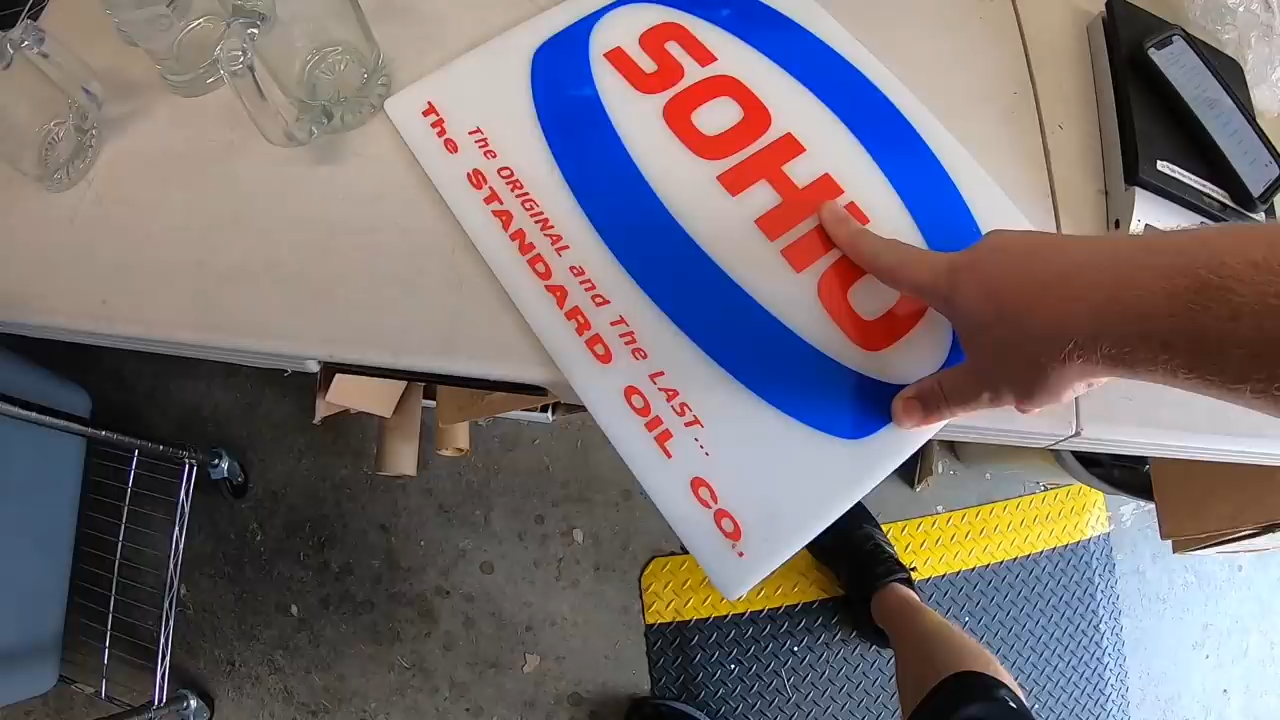 SOHIO
The ORIGINAL and The LAST...
The STANDARD OIL CO.